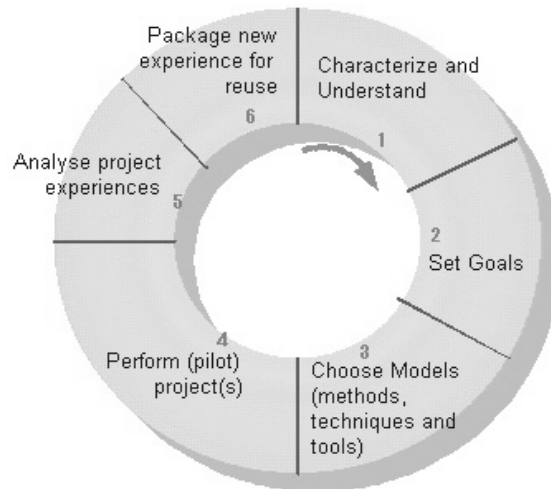 Characterize and
Understand
1
2
Set Goals
3
Choose Models
(methods,
techniques and
tools)
4
Perform (pilot)
project(s)
5
Analyse project
experiences
6
Package new
experience for
reuse